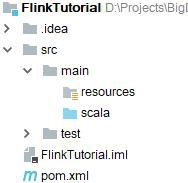 FlinkTutorial D:\Projects\BigD
.idea
src
main
resources
scala
test
FlinkTutorial.iml
pom.xml